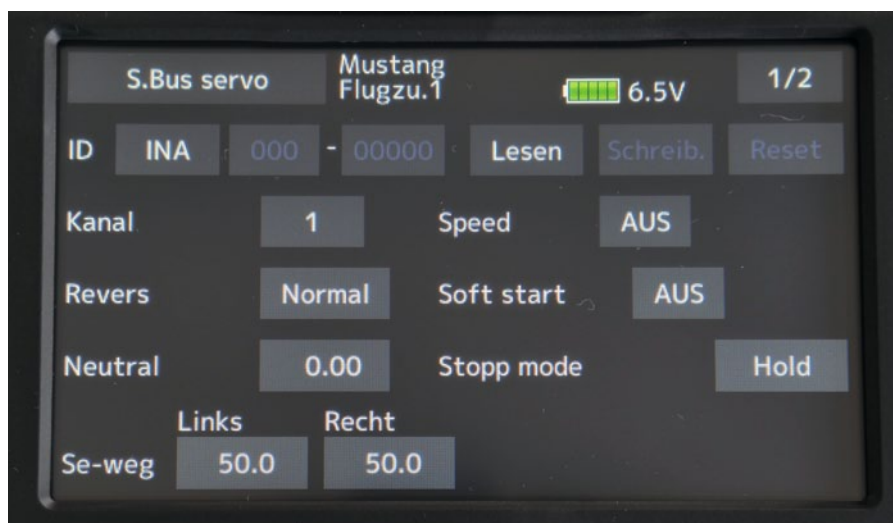 S.Bus servo Mustang Flugzu.1 6.5V 1/2
ID INA 000 - 00000 Lesen Schreib. Reset
Kanal 1 Speed AUS
Revers Normal Soft start AUS
Neutral 0.00 Stopp mode Hold
Links Recht
Se-weg 50.0 50.0